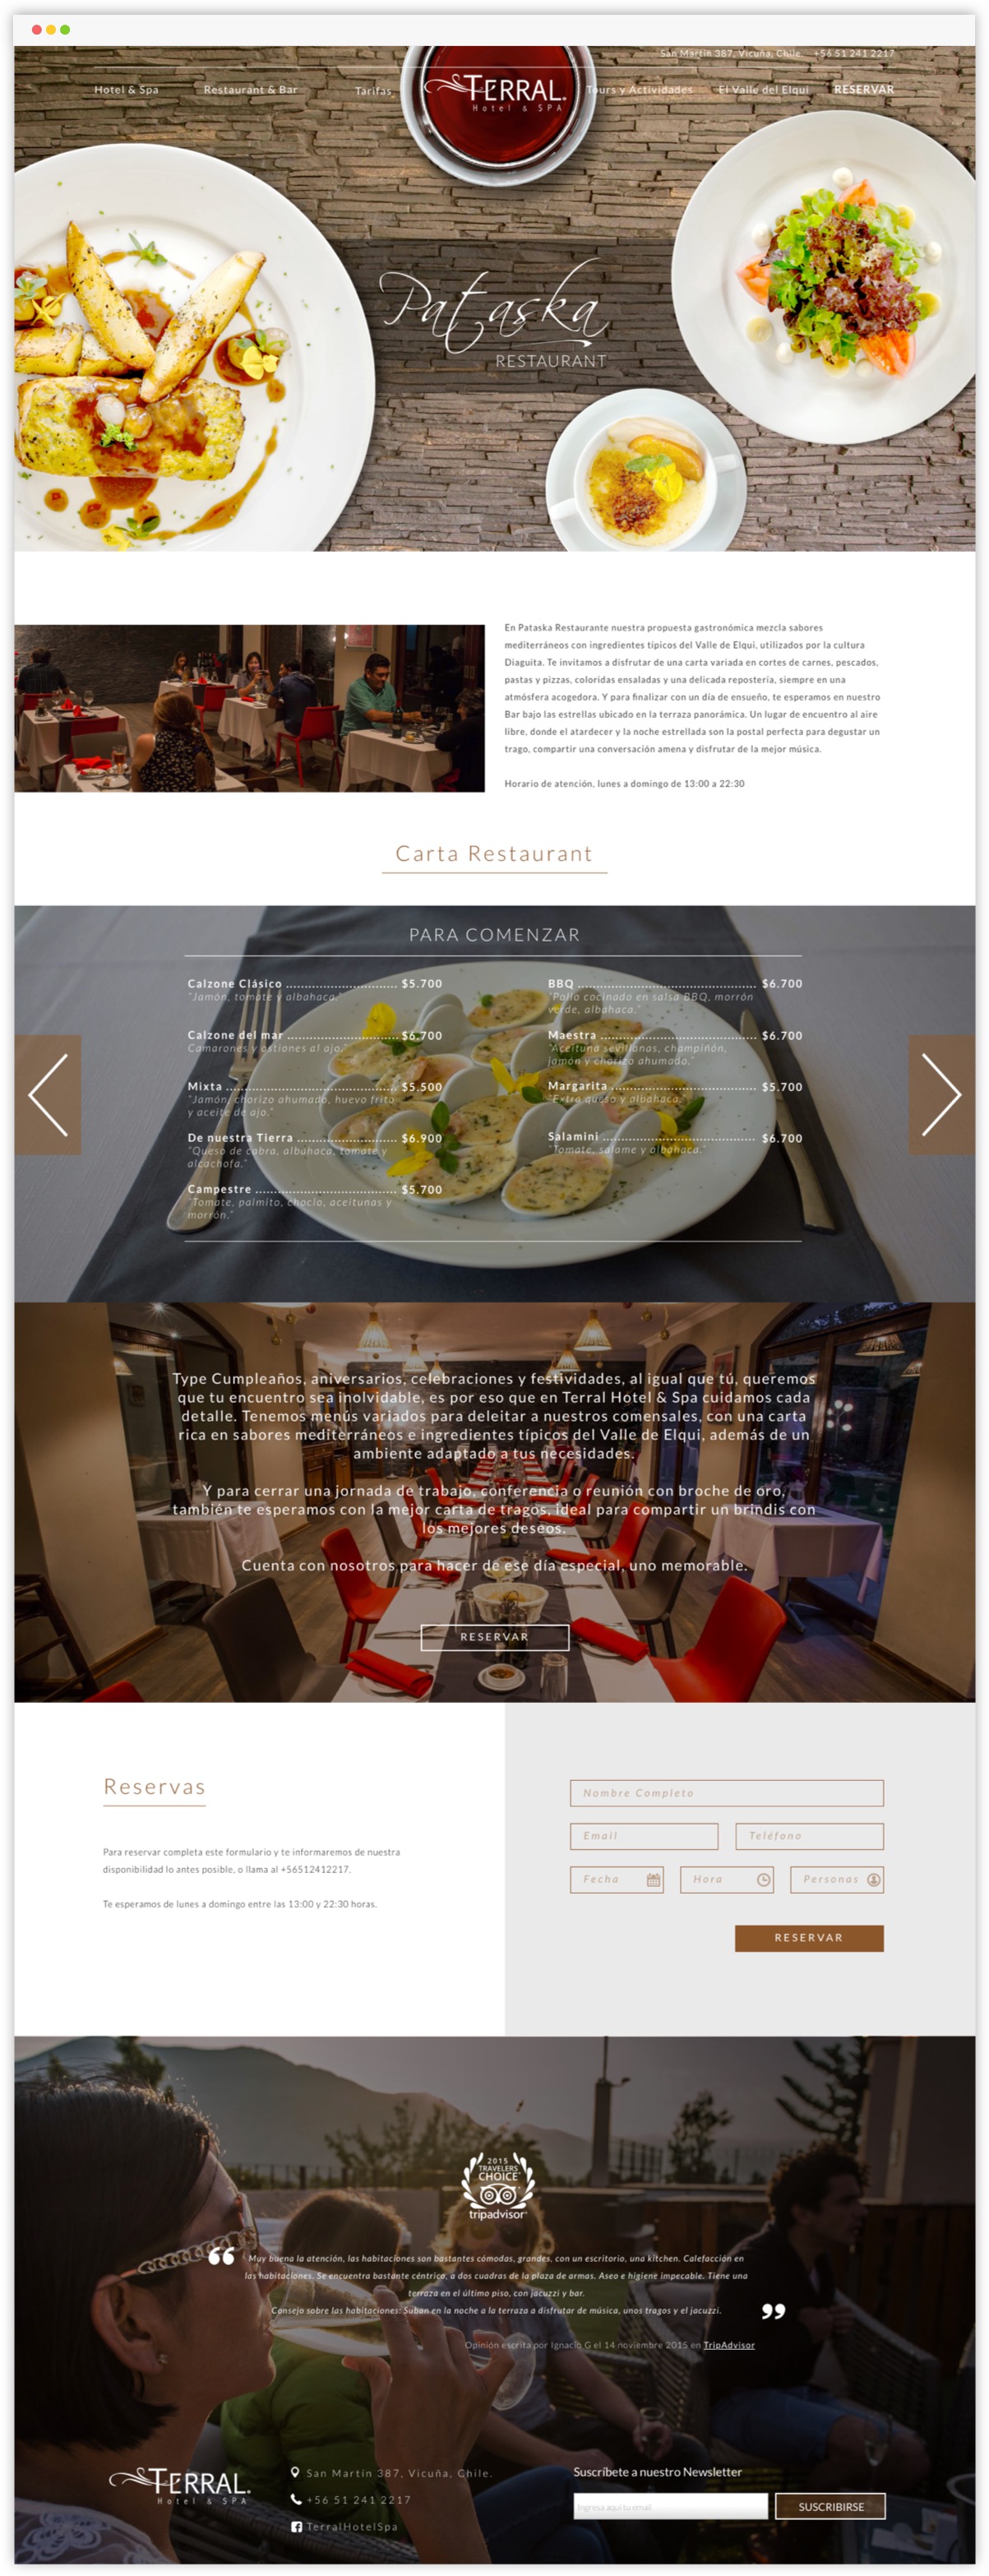 San Martín 387, Vicuña, Chile    +56 51 241 2217
Hotel & Spa    Restaurant & Bar    Tarifas    TERRAL    Tours y Actividades    El Valle del Elqui    RESERVAR
Hotel & SPA
Pataska
RESTAURANT
En Pataska Restaurante nuestra propuesta gastronómica mezcla sabores
mediterráneos con ingredientes típicos del Valle de Elqui, utilizados por la cultura
Diaguita. Te invitamos a disfrutar de una carta variada en cortes de carnes, pescados,
pastas y pizzas, coloridas ensaladas y una delicada repostería, siempre en una
atmósfera acogedora. Y para finalizar con un día de ensueño, te esperamos en nuestro
Bar bajo las estrellas ubicado en la terraza panorámica. Un lugar de encuentro al aire
libre, donde el atardecer y la noche estrellada son la postal perfecta para degustar un
trago, compartir una conversación amena y disfrutar de la mejor música.
Horario de atención, lunes a domingo de 13:00 a 22:30
Carta Restaurant
PARA COMENZAR
Calzone Clásico ............................ $5.700
"Jamón, tomate y albahaca."
Calzone del mar ............................ $6.700
Camarones y ostiones al ajo."
Mixta ............................................ $5.500
"Jamón, chorizo ahumado, huevo frito
y aceite de ajo."
De nuestra Tierra .......................... $6.900
"Queso de cabra, albuhaca, tomate y
alcachofa."
Campestre .................................... $5.700
"Tomate, palmito, choclo, aceitunas y
morrón."
BBQ .............................................. $6.700
"Pollo cocinado en salsa BBQ, morrón
verde, albahaca."
Maestra ........................................ $6.700
"Aceituna sevillanas, champiñón,
jamón y chorizo ahumado."
Margarita ..................................... $5.700
"Extra queso y albahaca."
Salamini ....................................... $6.700
"Tomate, salame y albahaca."
Type Cumpleaños, aniversarios, celebraciones y festividades, al igual que tú, queremos
que tu encuentro sea inolvidable, es por eso que en Terral Hotel & Spa cuidamos cada
detalle. Tenemos menús variados para deleitar a nuestros comensales, con una carta
rica en sabores mediterráneos e ingredientes típicos del Valle de Elqui, además de un
ambiente adaptado a tus necesidades.
Y para cerrar una jornada de trabajo, conferencia o reunión con broche de oro,
también te esperamos con la mejor carta de tragos, ideal para compartir un brindis con
los mejores deseos.
Cuenta con nosotros para hacer de ese día especial, uno memorable.
RESERVAR
Reservas
Para reservar completa este formulario y te informaremos de nuestra
disponibilidad lo antes posible, o llama al +56512412217.
Te esperamos de lunes a domingo entre las 13:00 y 22:30 horas.
Nombre Completo
Email    Teléfono
Fecha    Hora    Personas
RESERVAR
2015
TRAVELERS'
CHOICE
tripadvisor
“ Muy buena la atención, las habitaciones son bastantes cómodas, grandes, con un escritorio, una kitchen. Calefacción en
las habitaciones. Se encuentra bastante céntrico, a dos cuadras de la plaza de armas. Aseo e higiene impecable. Tiene una
terraza en el último piso, con jacuzzi y bar.
Consejo sobre las habitaciones: Suban en la noche a la terraza a disfrutar de música, unos tragos y el jacuzzi. ”
Opinión escrita por Ignacio G el 14 noviembre 2015 en TripAdvisor
TERRAL
Hotel & SPA
San Martín 387, Vicuña, Chile.
+56 51 241 2217
TerralHotelSpa
Suscríbete a nuestro Newsletter
Ingresa aquí tu email    SUSCRIBIRSE